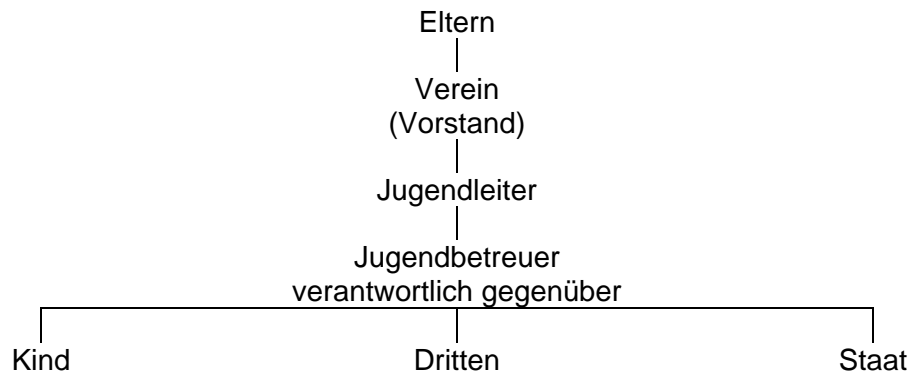 Eltern
Verein
(Vorstand)
Jugendleiter
Jugendbetreuer
verantwortlich gegenüber
Kind Dritten Staat